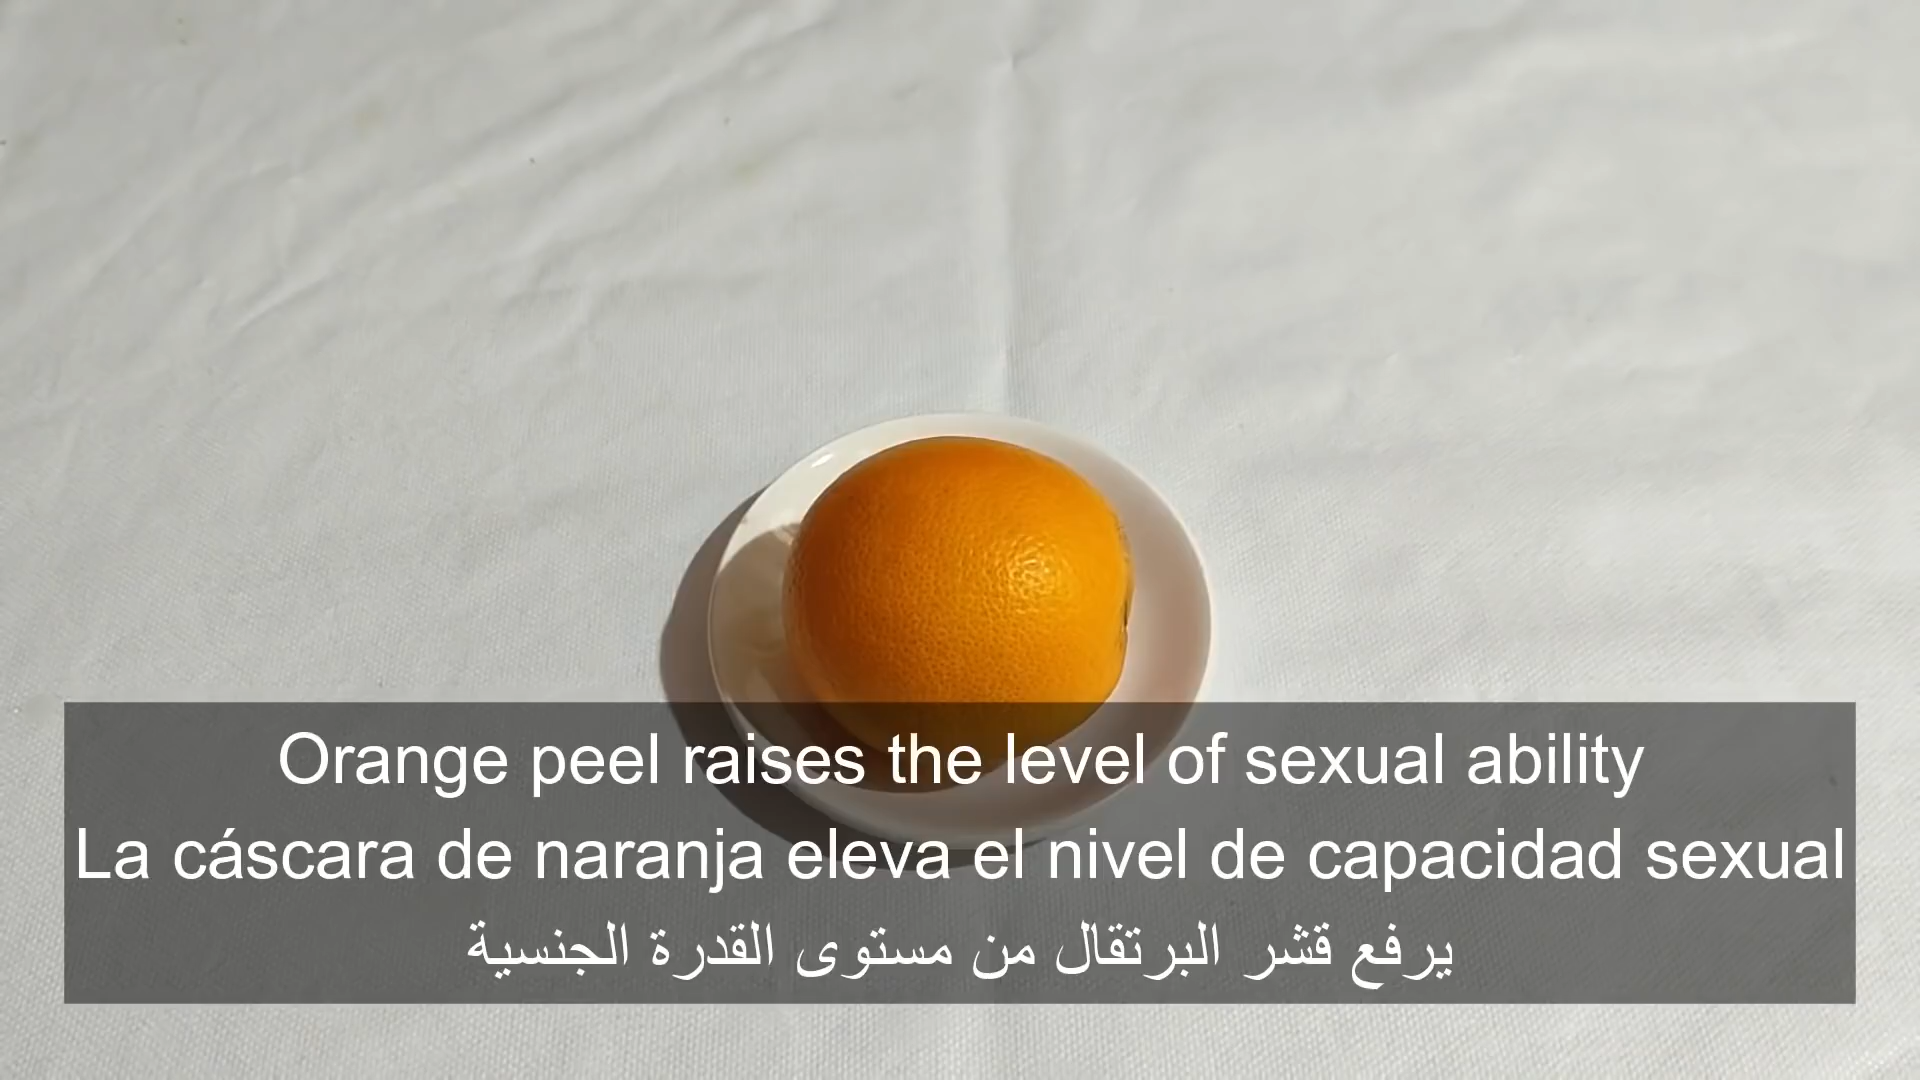 Orange peel raises the level of sexual ability
La cáscara de naranja eleva el nivel de capacidad sexual
يرفع قشر البرتقال من مستوى القدرة الجنسية